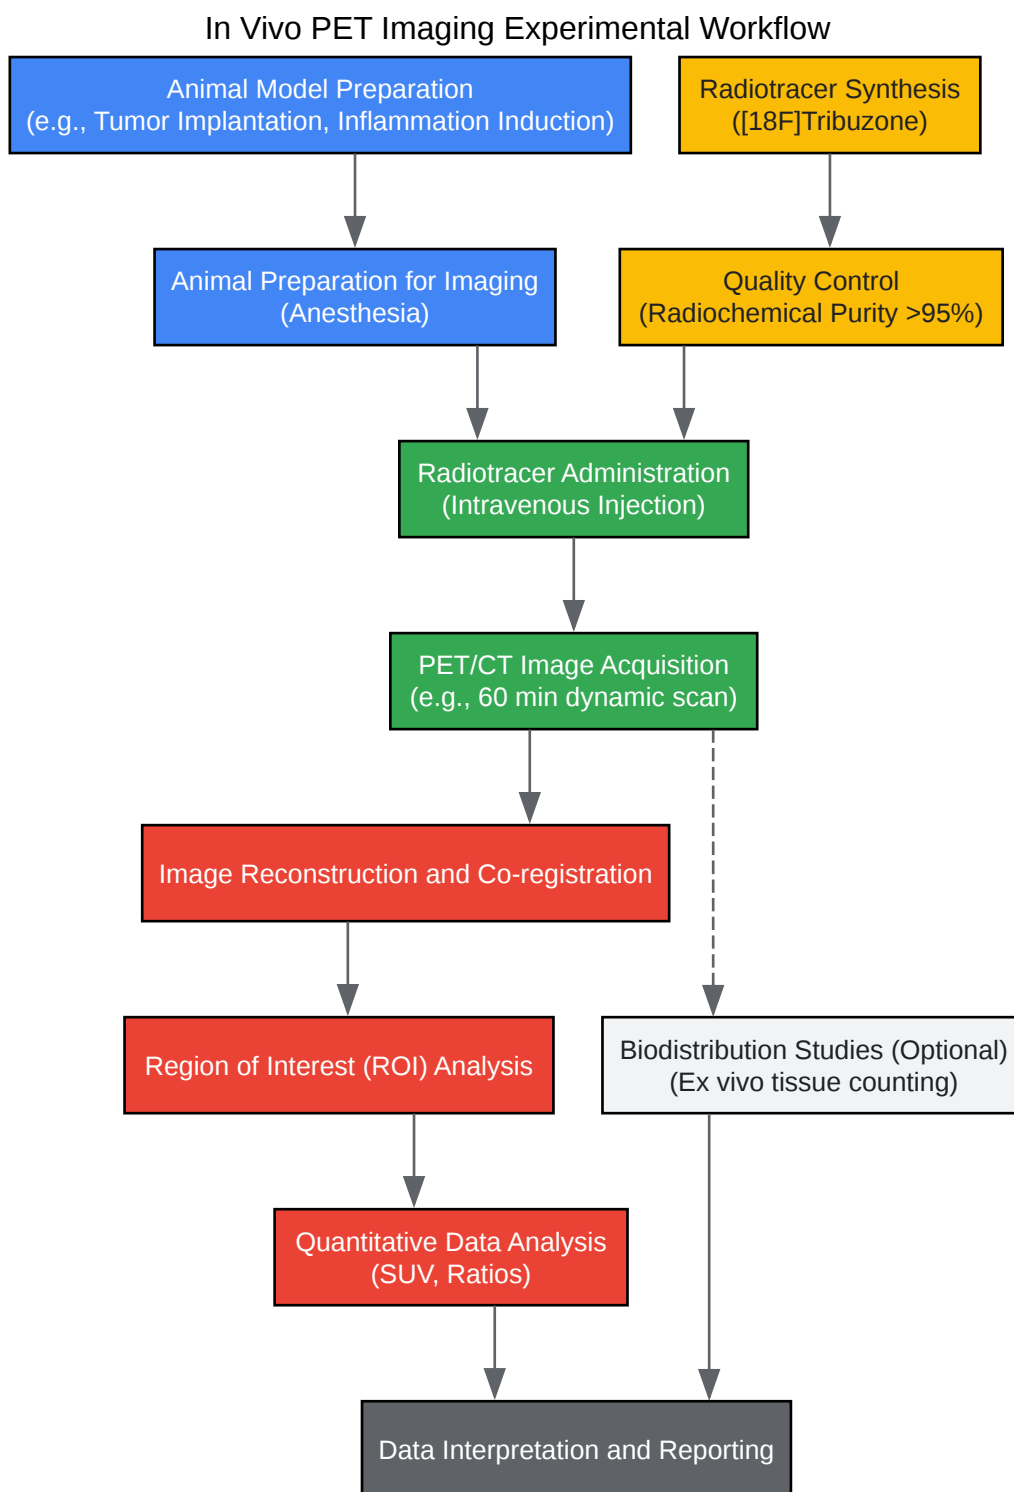 In Vivo PET Imaging Experimental Workflow
Animal Model Preparation
(e.g., Tumor Implantation, Inflammation Induction)
Radiotracer Synthesis
([18F]Tribuzone)
Animal Preparation for Imaging
(Anesthesia)
Quality Control
(Radiochemical Purity >95%)
Radiotracer Administration
(Intravenous Injection)
PET/CT Image Acquisition
(e.g., 60 min dynamic scan)
Image Reconstruction and Co-registration
Region of Interest (ROI) Analysis
Biodistribution Studies (Optional)
(Ex vivo tissue counting)
Quantitative Data Analysis
(SUV, Ratios)
Data Interpretation and Reporting